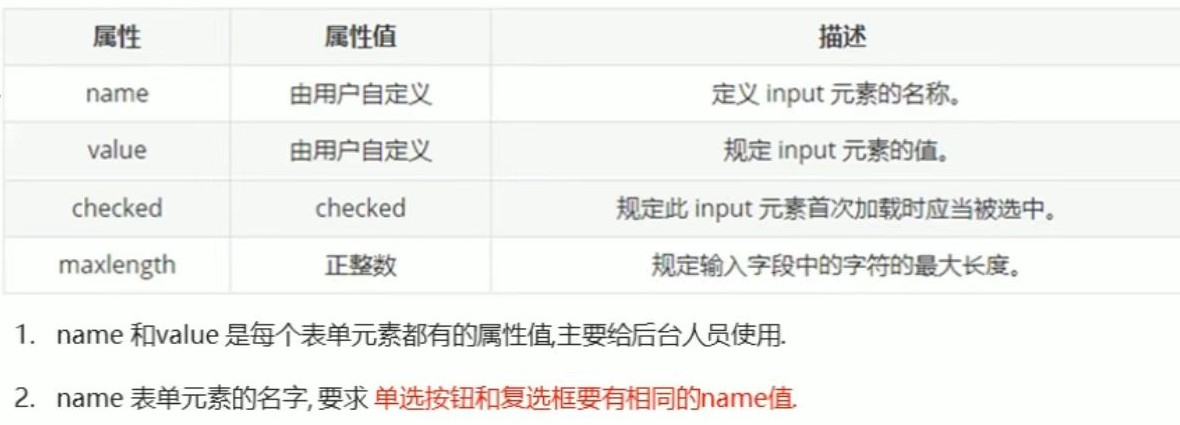 属性 属性值 描述
name 由用户自定义 定义 input 元素的名称。
value 由用户自定义 规定 input 元素的值。
checked checked 规定此 input 元素首次加载时应当被选中。
maxlength 正整数 规定输入字段中的字符的最大长度。
1. name 和value 是每个表单元素都有的属性值,主要给后台人员使用.
2. name 表单元素的名字, 要求 单选按钮和复选框要有相同的name值.